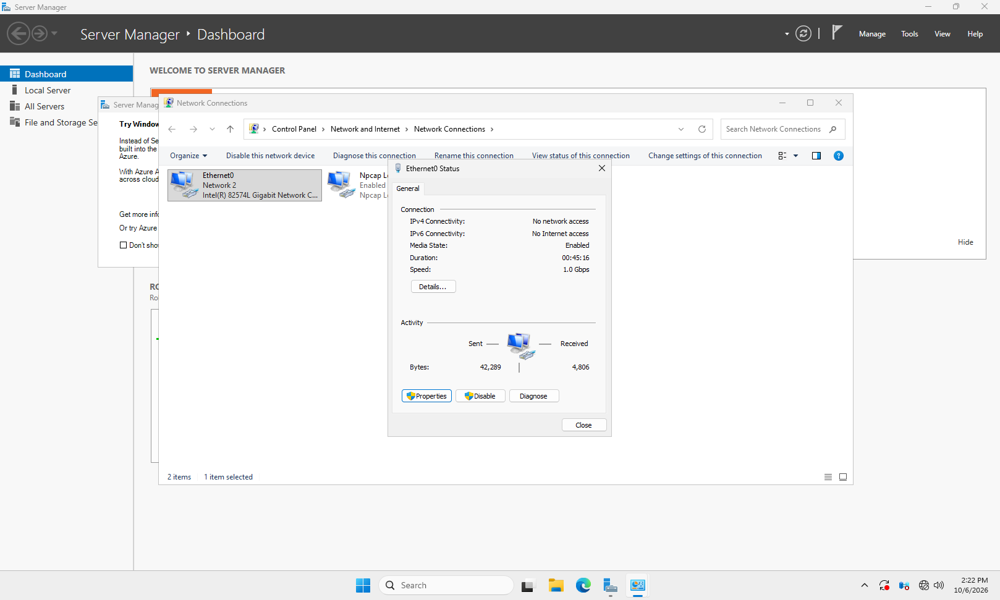 Server Manager
Server Manager
Dashboard
Manage
Tools
View
Help
Dashboard
Local Server
All Servers
File and Storage Se
WELCOME TO SERVER MANAGER
Server Manag
Try Window
Instead of Se
built into the
Azure.
With Azure A
across cloud
Get more info
Or try Azure
Don't show
Hide
Network Connections
Control Panel
Network and Internet
Network Connections
Search Network Connections
Organize
Disable this network device
Diagnose this connection
Rename this connection
View status of this connection
Change settings of this connection
Ethernet0
Network 2
Intel(R) 82574L Gigabit Network C...
Npcap L
Enabled
Npcap L
Ethernet0 Status
General
Connection
IPv4 Connectivity: No network access
IPv6 Connectivity: No Internet access
Media State: Enabled
Duration: 00:45:16
Speed: 1.0 Gbps
Details...
Activity
Sent
Received
Bytes: 42,289 4,806
Properties
Disable
Diagnose
Close
2 items
1 item selected
RO
Ro
Search
2:22 PM
10/6/2026